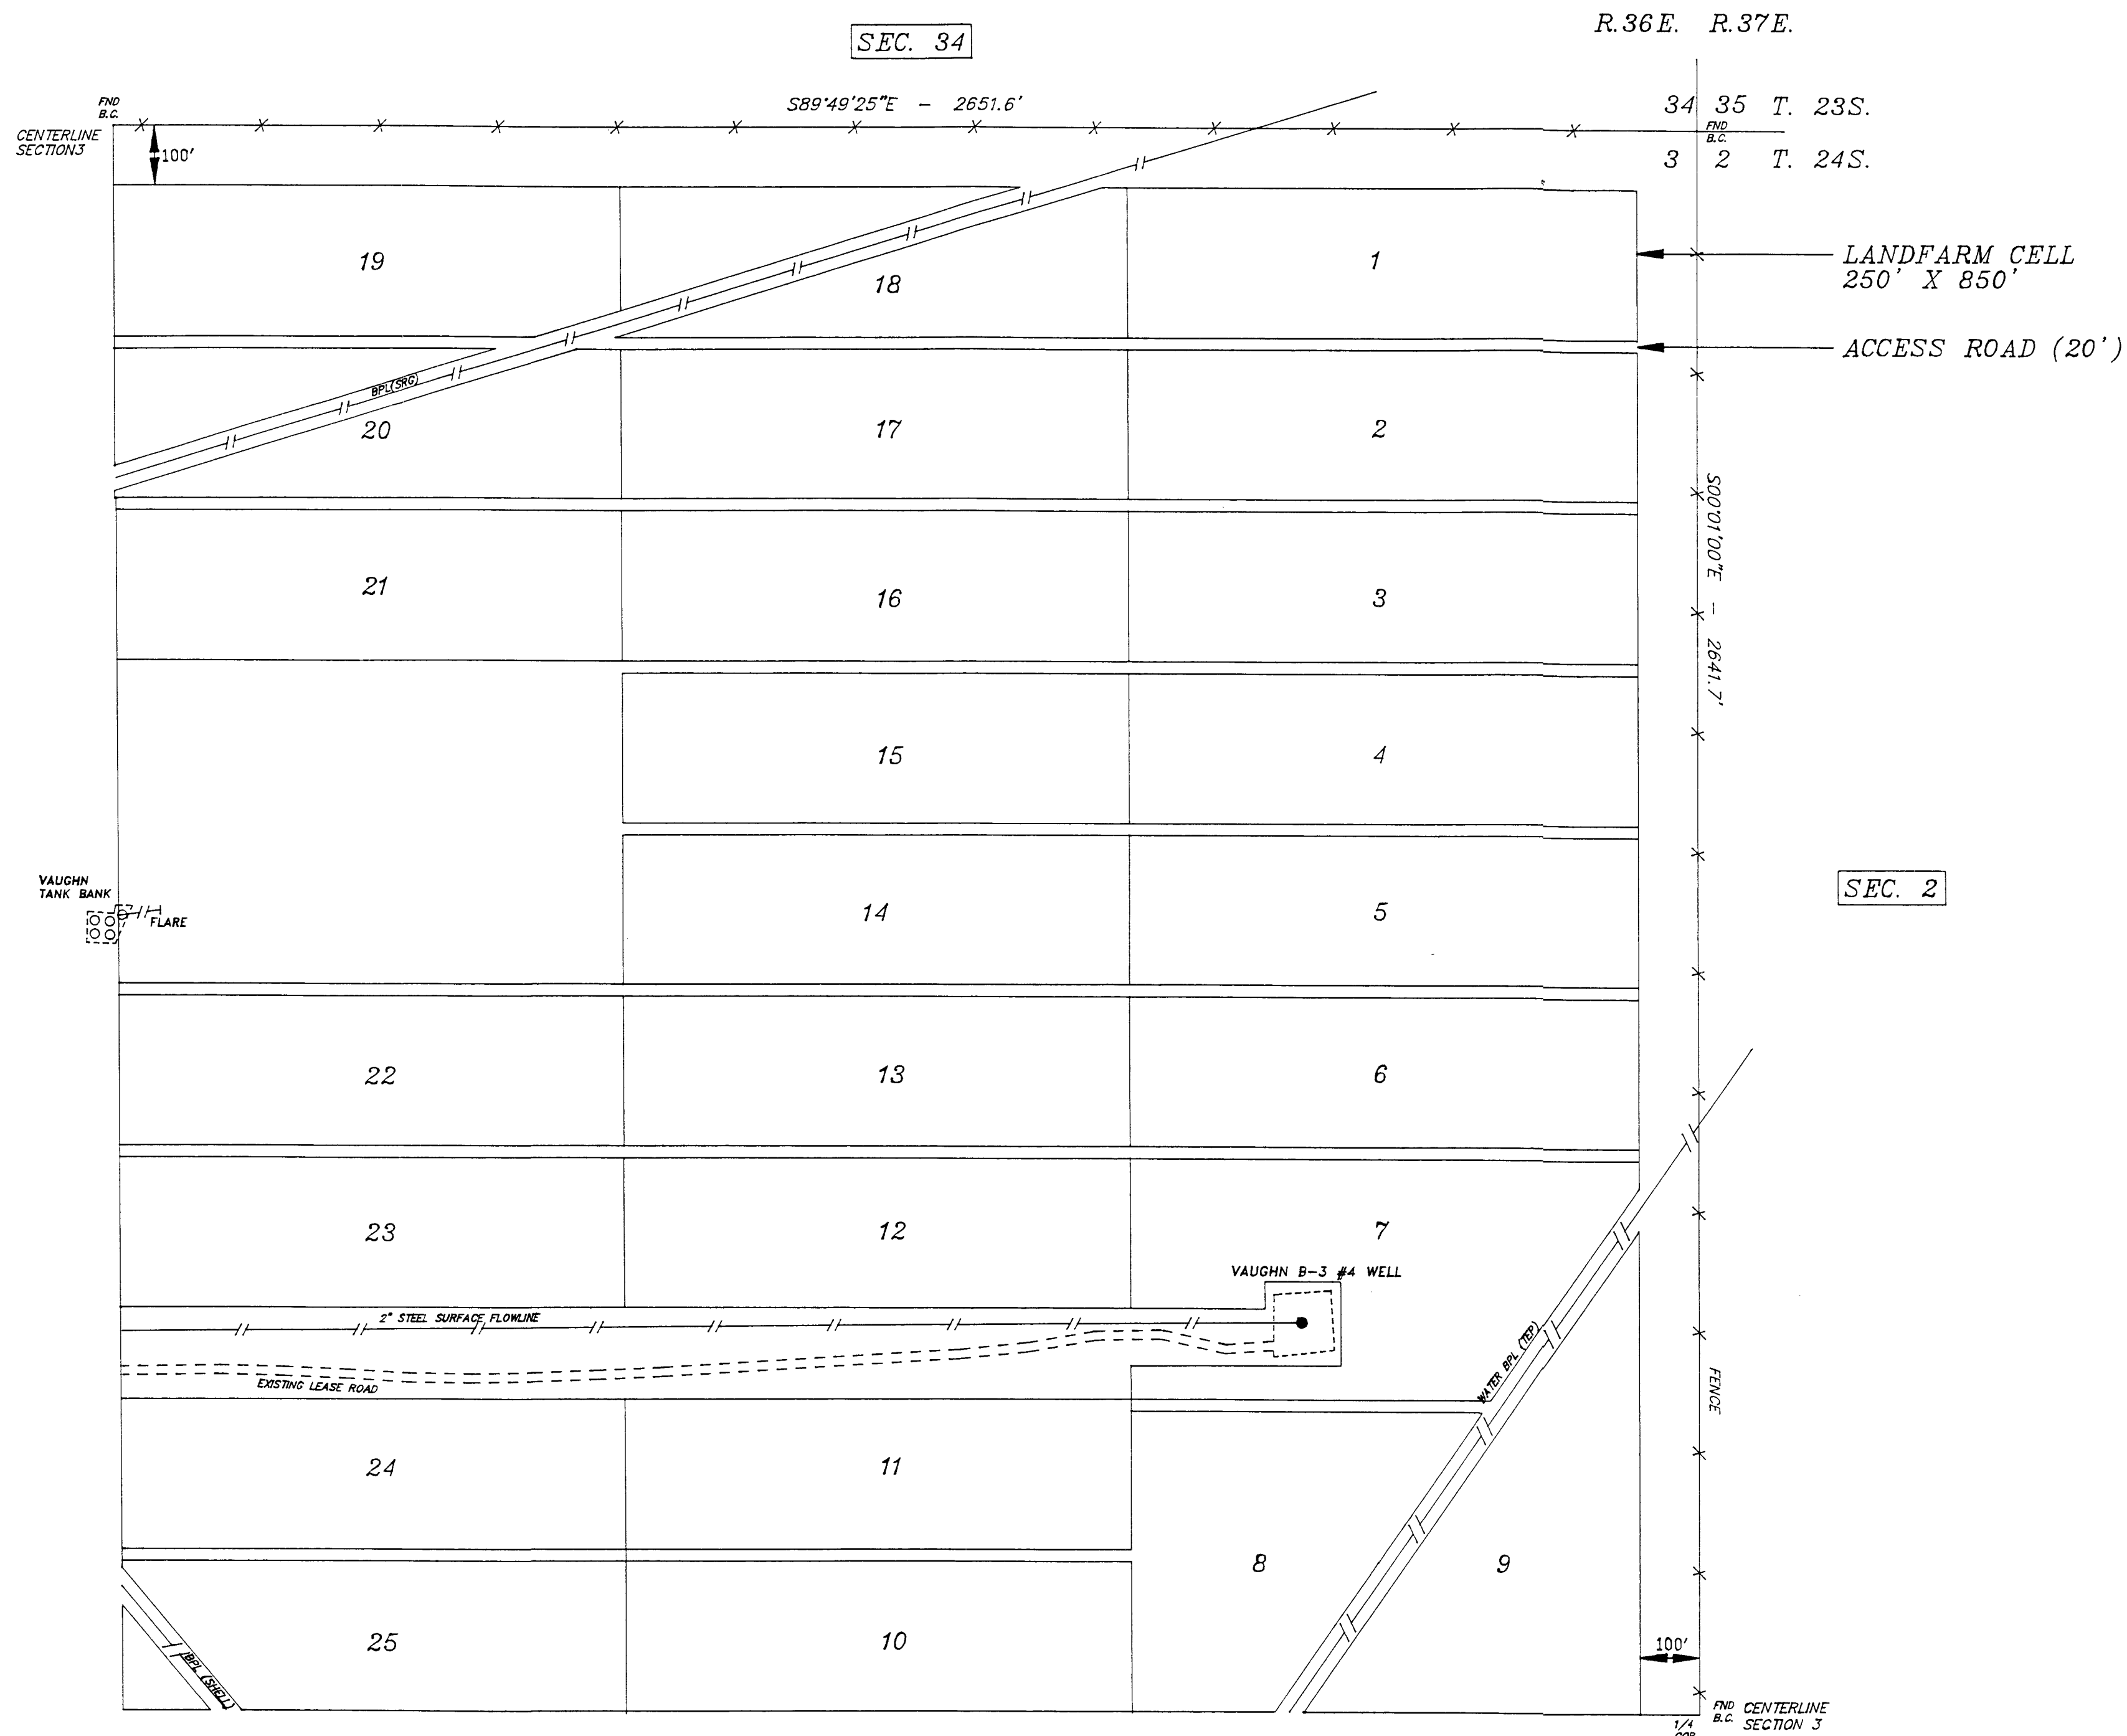 R.36E. R.37E.
SEC. 34
FND
B.C.
S89°49'25"E - 2651.6'
34 35 T. 23S.
FND
B.C.
CENTERLINE
SECTION3
100'
3 2 T. 24S.
19
18
1
LANDFARM CELL
250' X 850'
ACCESS ROAD (20')
BPL(SRG)
20
17
2
S00°01'00"E - 2641.7'
21
16
3
15
4
VAUGHN
TANK BANK
FLARE
14
5
SEC. 2
22
13
6
23
12
7
VAUGHN B-3 #4 WELL
2" STEEL SURFACE FLOWLINE
EXISTING LEASE ROAD
WATER BPL (TEP)
FENCE
24
11
8
9
25
10
BPL (SHELL)
100'
FND
B.C.
CENTERLINE
SECTION 3
1/4
COR.